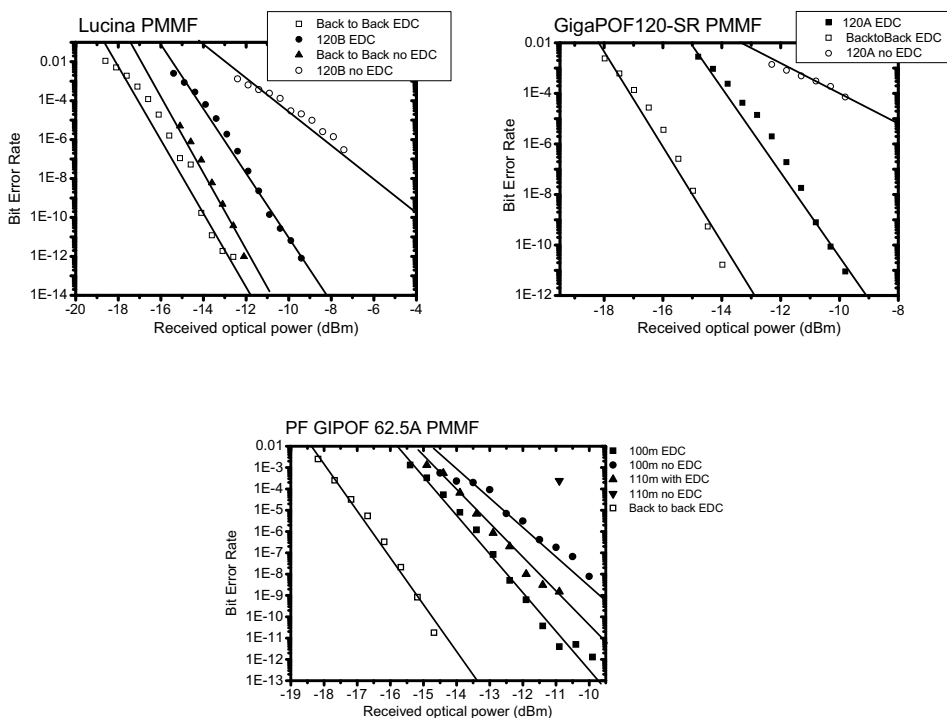 Lucina PMMF
Back to Back EDC
120B EDC
Back to Back no EDC
120B no EDC
0.01
1E-4
1E-6
1E-8
1E-10
1E-12
1E-14
Bit Error Rate
-20 -18 -16 -14 -12 -10 -8 -6 -4
Received optical power (dBm)
GigaPOF120-SR PMMF
120A EDC
BacktoBack EDC
120A no EDC
0.01
1E-4
1E-6
1E-8
1E-10
1E-12
Bit Error Rate
-18 -16 -14 -12 -10 -8
Received optical power (dBm)
PF GIPOF 62.5A PMMF
100m EDC
100m no EDC
110m with EDC
110m no EDC
Back to back EDC
0.01
1E-3
1E-4
1E-5
1E-6
1E-7
1E-8
1E-9
1E-10
1E-11
1E-12
1E-13
Bit Error Rate
-19 -18 -17 -16 -15 -14 -13 -12 -11 -10
Received optical power (dBm)